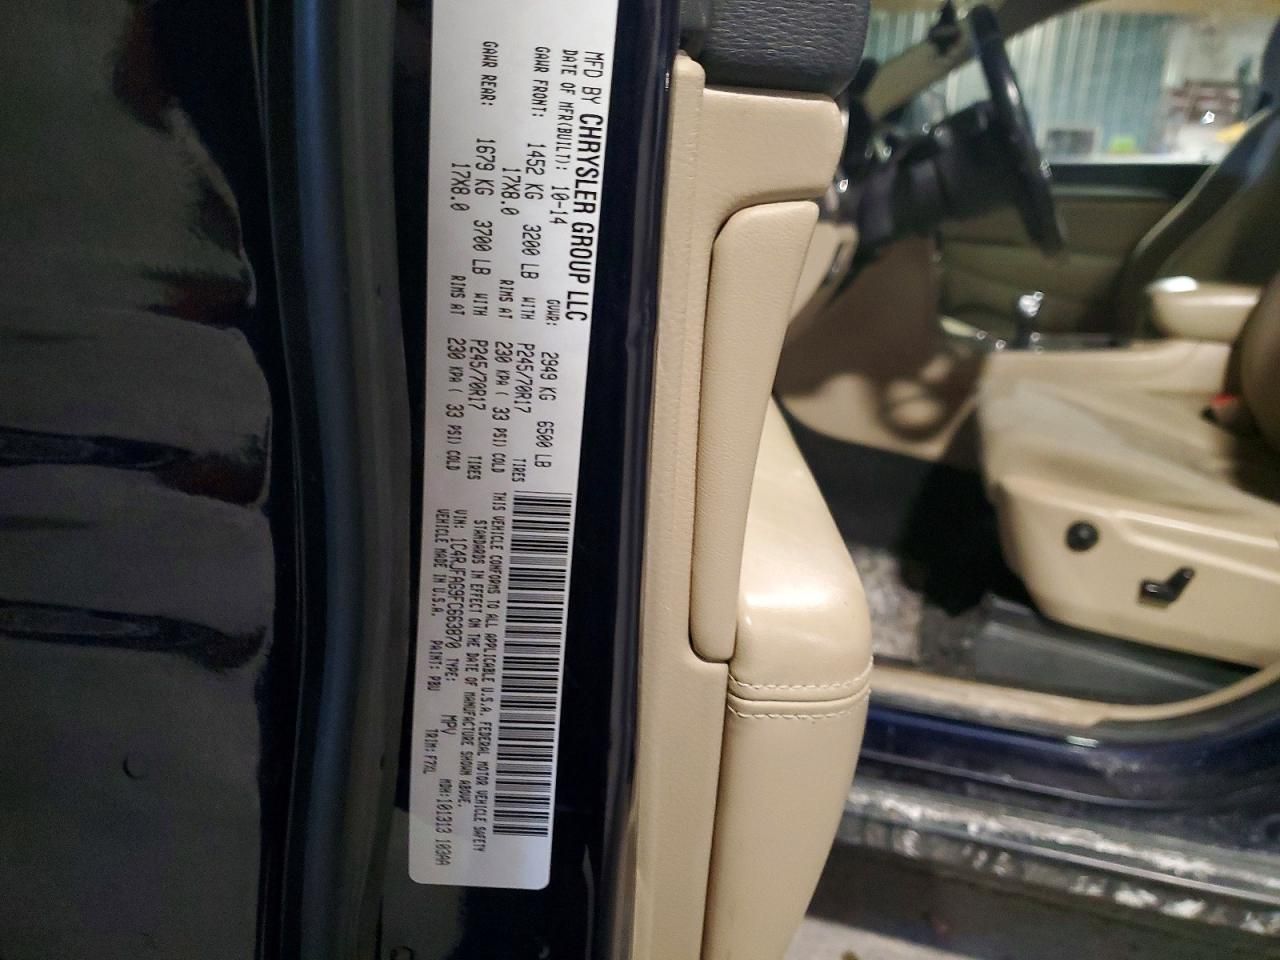 MFD BY CHRYSLER GROUP LLC
DATE OF MFR(BUILT): 10-14 GVWR: 2949 KG 6500 LB
GAWR FRONT: 1452 KG 3200 LB WITH P245/70R17 TIRES
17X8.0 RIMS AT 230 KPA ( 33 PSI) COLD
GAWR REAR: 1679 KG 3700 LB WITH P245/70R17 TIRES
17X8.0 RIMS AT 230 KPA ( 33 PSI) COLD
THIS VEHICLE CONFORMS TO ALL APPLICABLE U.S.A. FEDERAL MOTOR VEHICLE SAFETY
STANDARDS IN EFFECT ON THE DATE OF MANUFACTURE SHOWN ABOVE.
VIN: 1C4RJFAG9FC663870 TYPE: MPV MDH:101313 103AA
VEHICLE MADE IN U.S.A. PAINT: PBU TRIM:F7XL